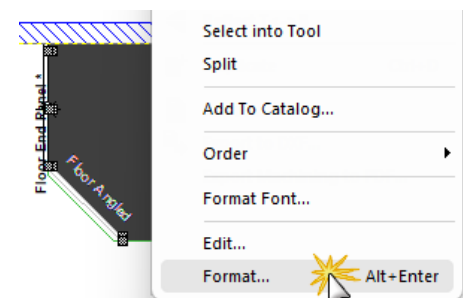 Select into Tool
Split
Add To Catalog...
Order
Format Font...
Edit...
Format... Alt+Enter
Floor End Panel *
Floor Angled